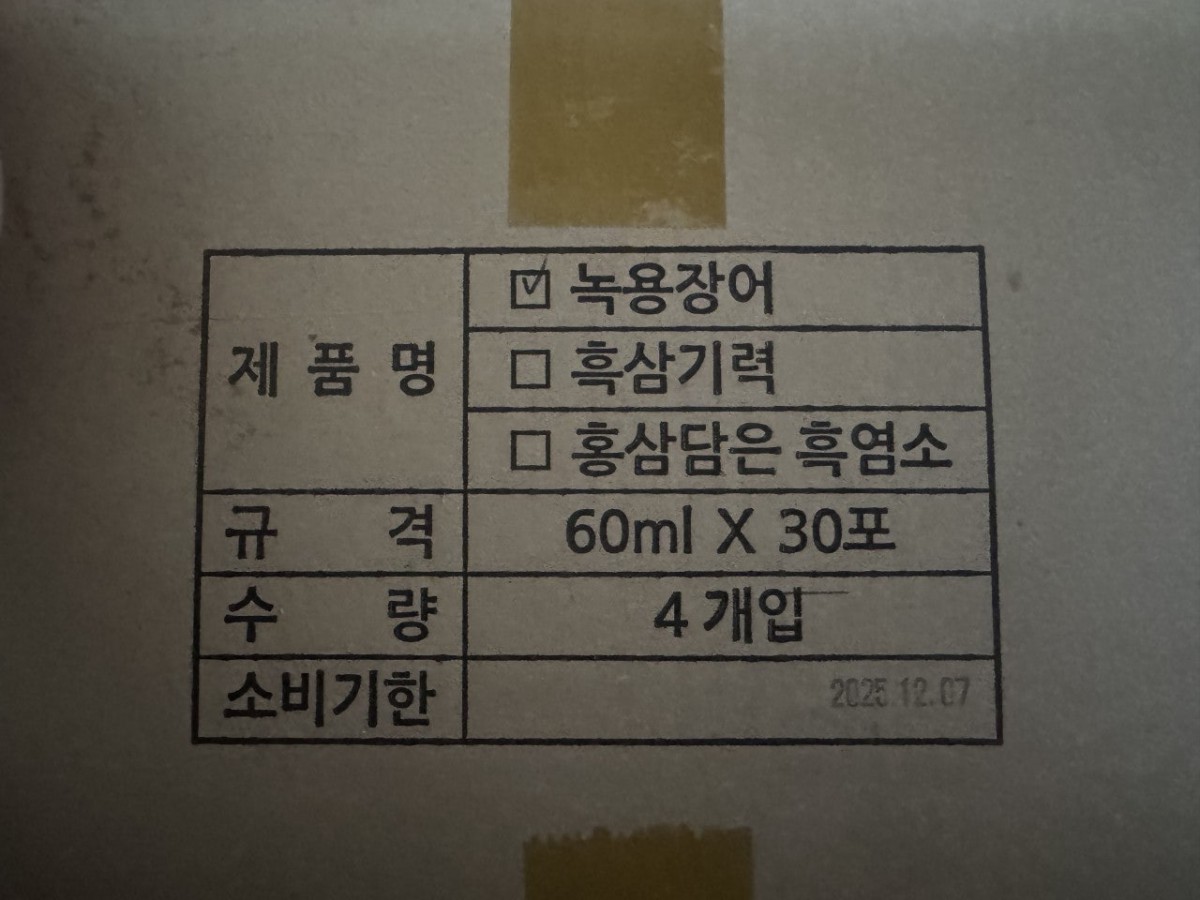 제품명
☑ 녹용장어
☐ 흑삼기력
☐ 홍삼담은 흑염소
규격 60ml X 30포
수량 4개입
소비기한 2025.12.07